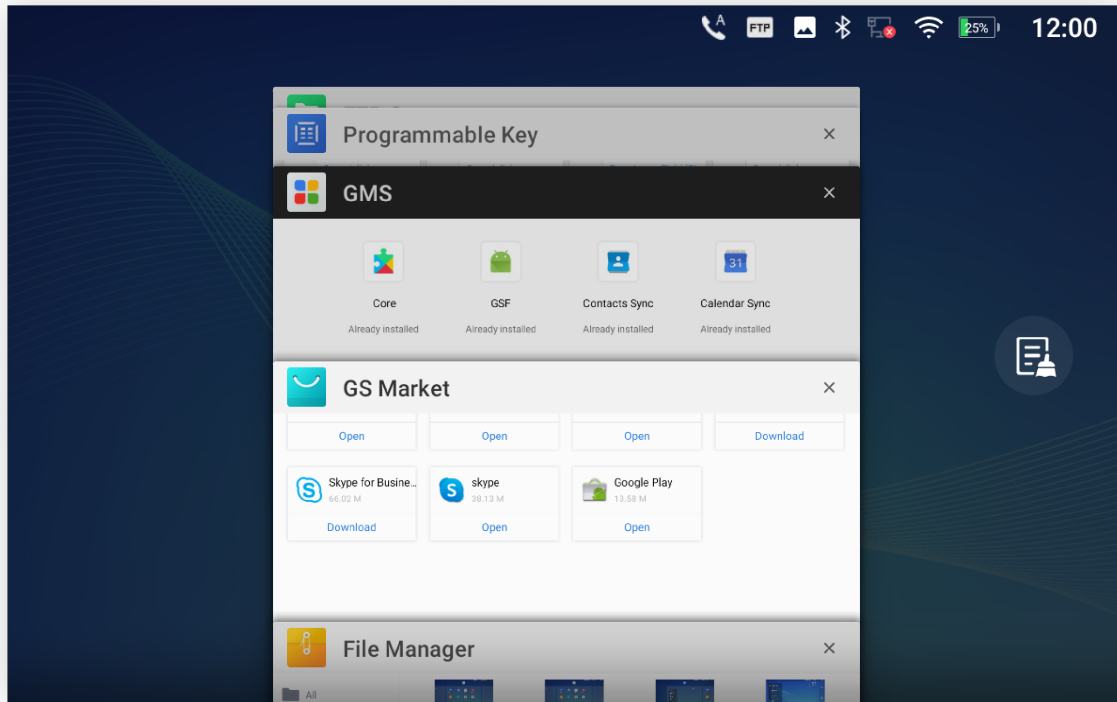 A
FTP
25%
12:00
Programmable Key
GMS
31
Core
GSF
Contacts Sync
Calendar Sync
Already installed
Already installed
Already installed
Already installed
GS Market
Open
Open
Open
Download
S
Skype for Busine...
66.02 M
S
skype
38.13 M
Google Play
13.58 M
Download
Open
Open
File Manager
All